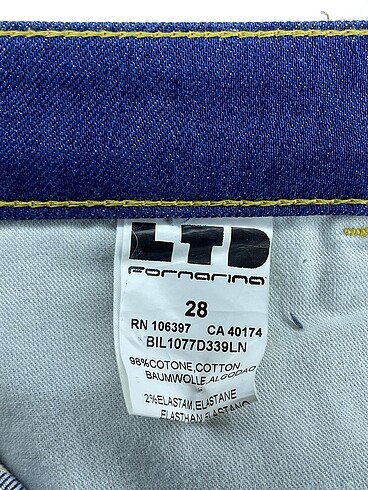 LTD
Fornarina
28
RN 106397 CA 40174
BIL1077D339LN
98%COTONE,COTTON
BAUMWOLLE,ALGODAO
2%ELASTAM,ELASTANE
ELASTHAN,ELASTANO